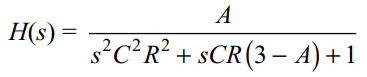 H(s) = A / (s²C²R² + sCR(3 – A) + 1)